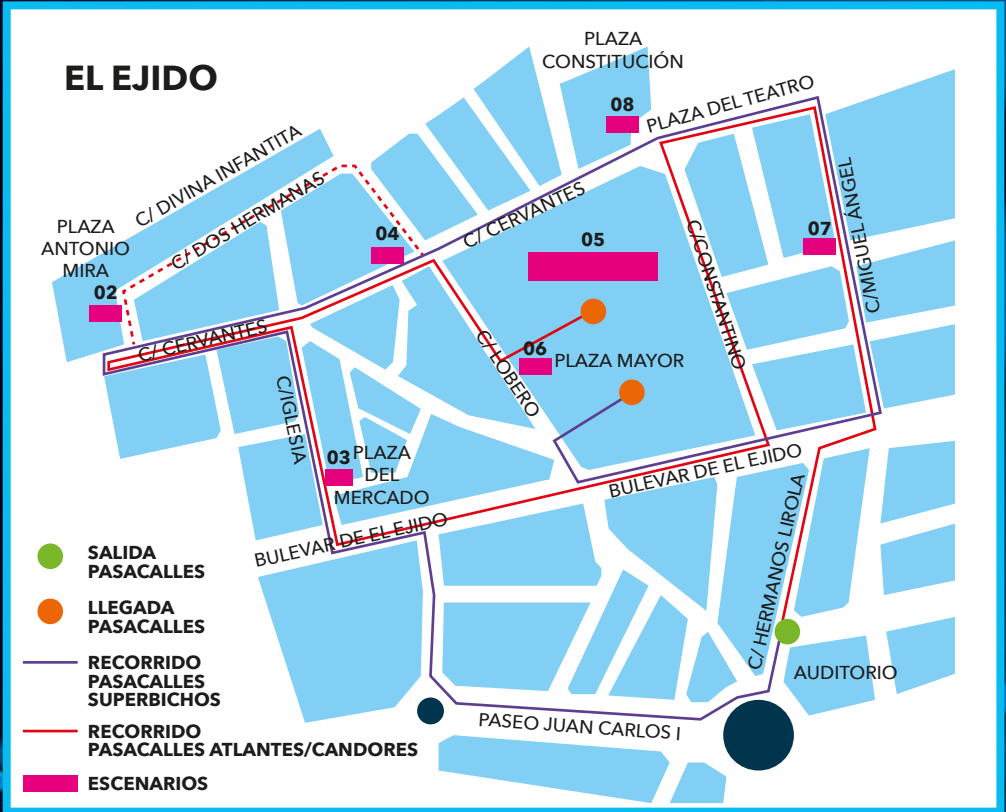 EL EJIDO
PLAZA
CONSTITUCIÓN
08
PLAZA DEL TEATRO
C/ DIVINA INFANTITA
C/ DOS HERMANAS
PLAZA
ANTONIO
MIRA
02
04
C/ CERVANTES
05
07
C/MIGUEL ÁNGEL
C/CONSTANTINO
C/ CERVANTES
C/ LOBERO
06
PLAZA MAYOR
C/IGLESIA
03
PLAZA
DEL
MERCADO
BULEVAR DE EL EJIDO
BULEVAR DE EL EJIDO
C/ HERMANOS LIROLA
AUDITORIO
PASEO JUAN CARLOS I
SALIDA
PASACALLES
LLEGADA
PASACALLES
RECORRIDO
PASACALLES
SUPERBICHOS
RECORRIDO
PASACALLES ATLANTES/CANDORES
ESCENARIOS